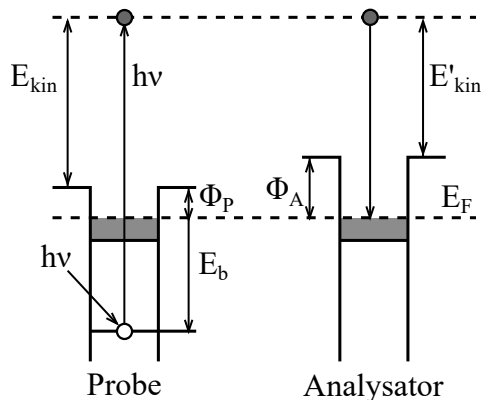 E_kin
hν
E'_kin
Φ_P
Φ_A
E_F
hν
E_b
Probe
Analysator